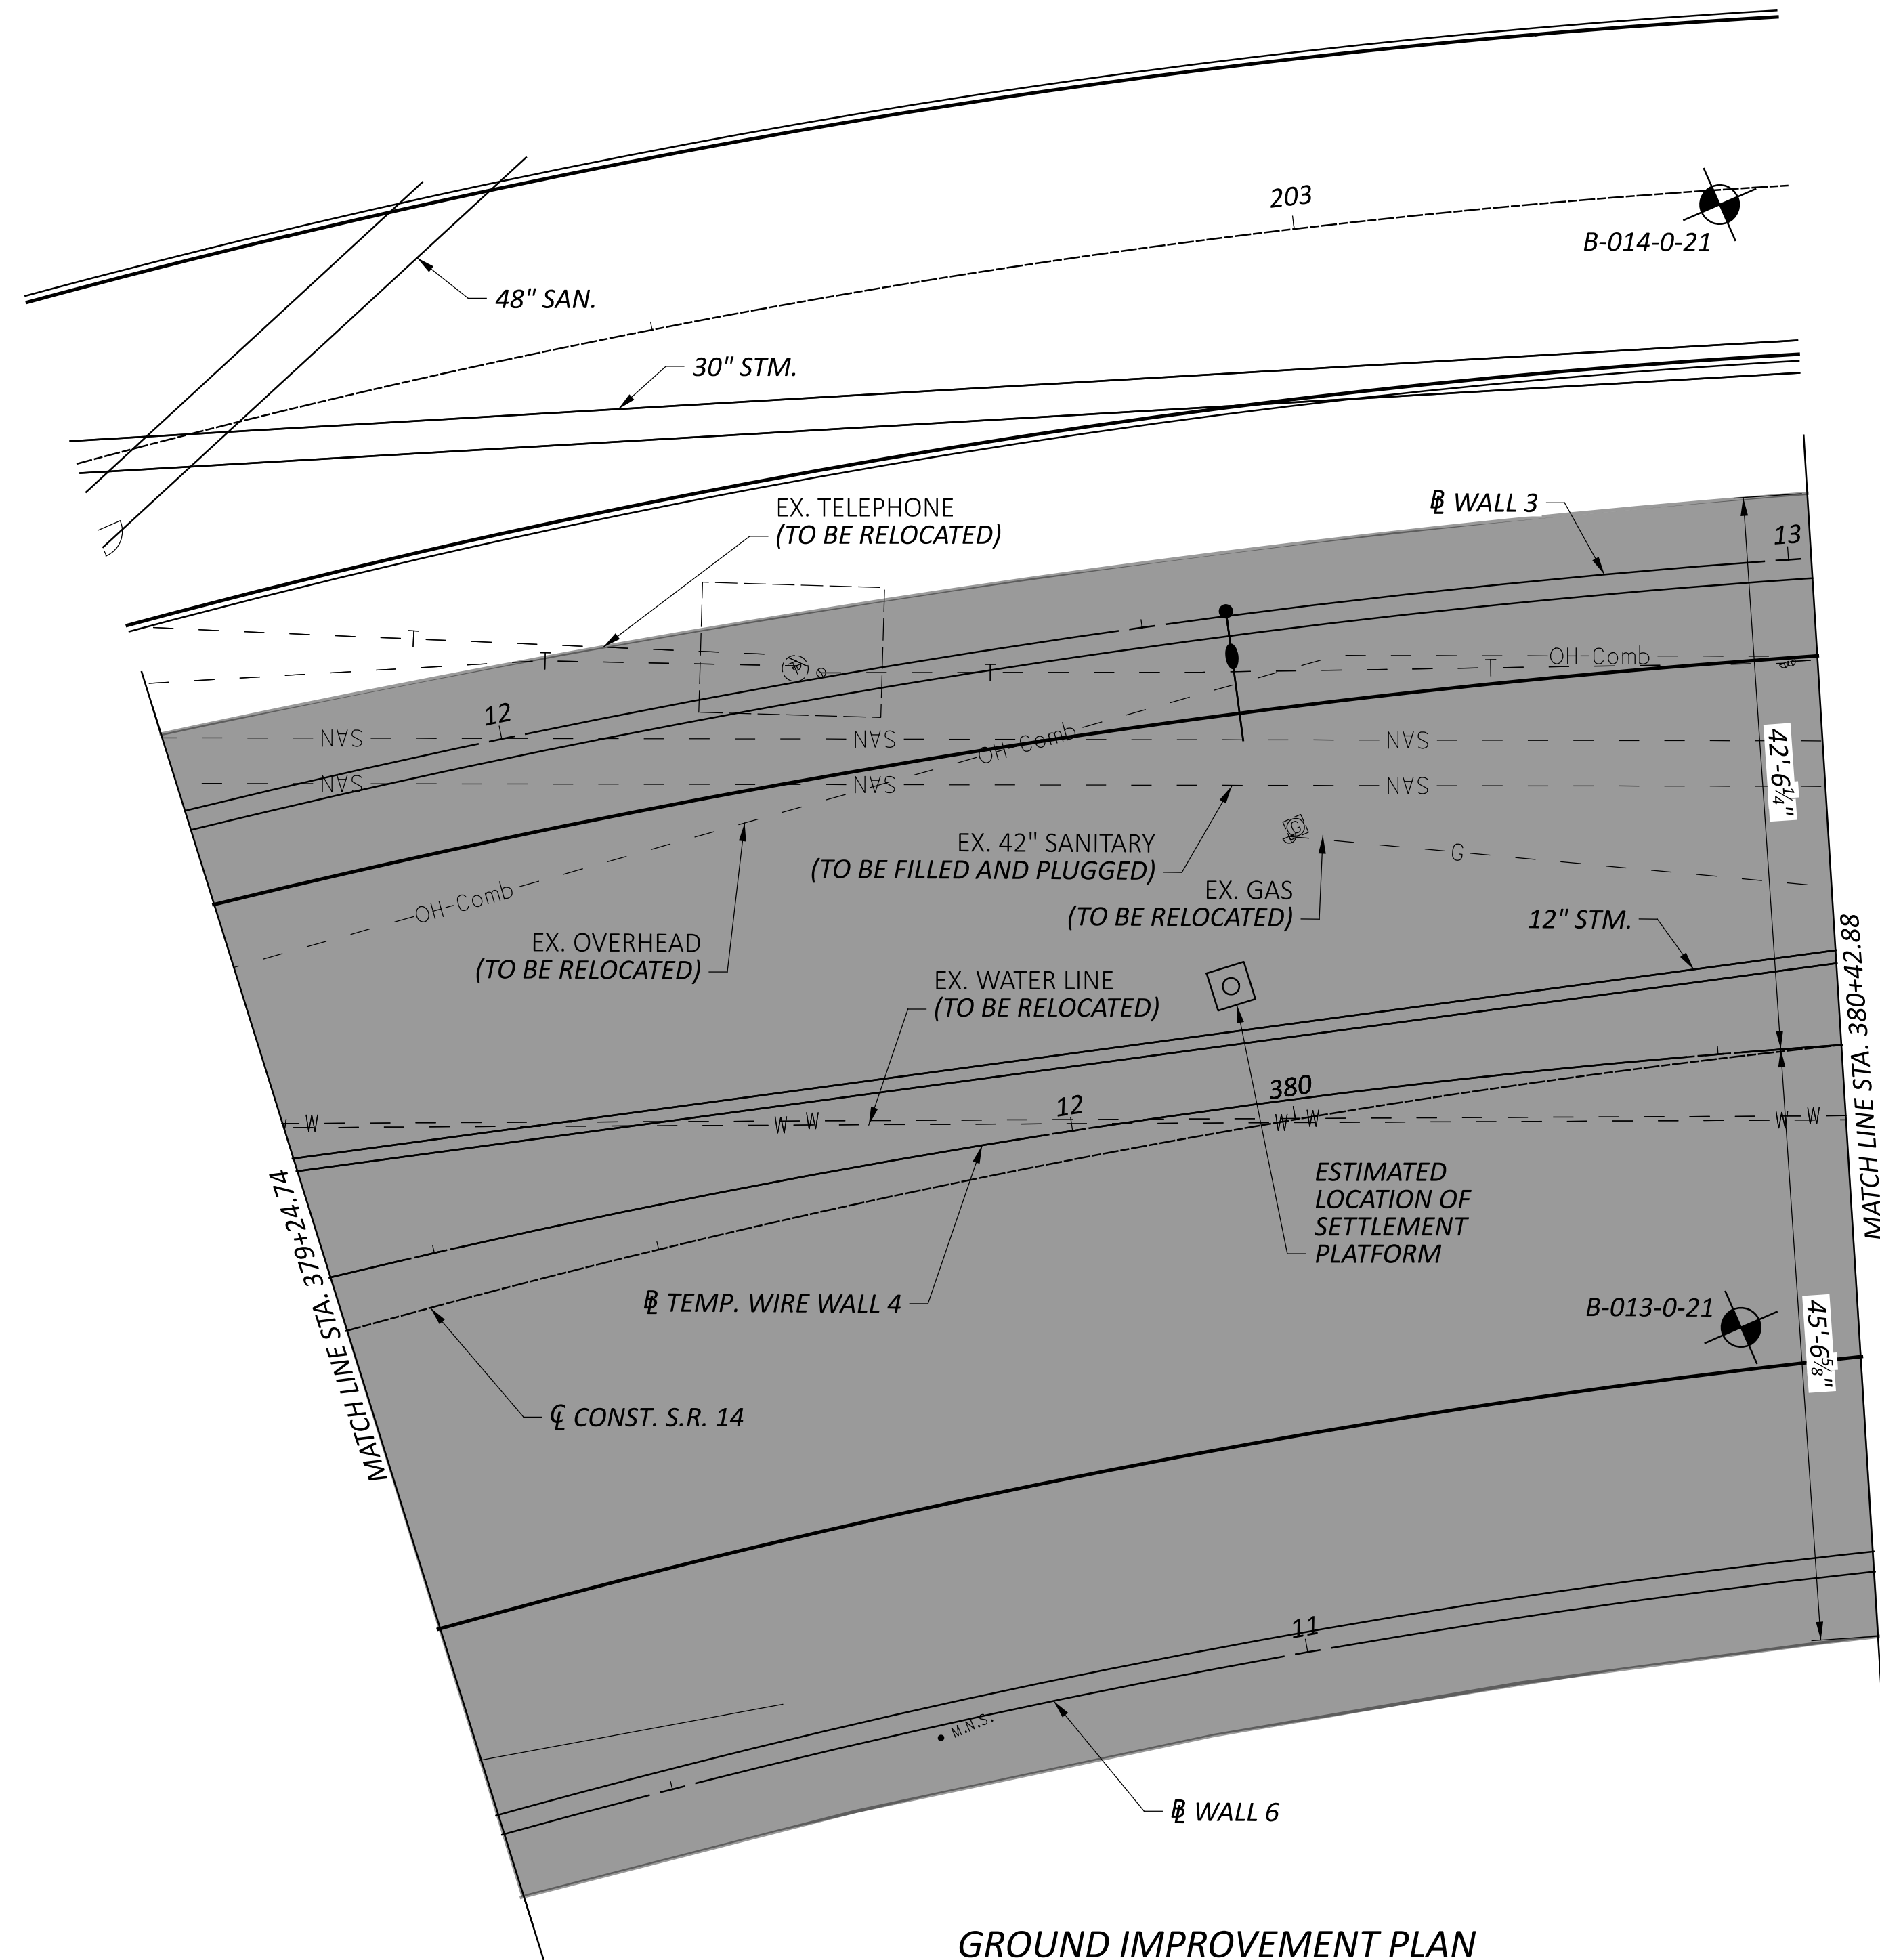 203
B-014-0-21
48" SAN.
30" STM.
EX. TELEPHONE
(TO BE RELOCATED)
℄ WALL 3
13
T
T
T
T
OH-Comb
12
SAN
SAN
SAN
OH-Comb
SAN
SAN
SAN
42'-6¼"
EX. 42" SANITARY
(TO BE FILLED AND PLUGGED)
G
G
EX. GAS
(TO BE RELOCATED)
OH-Comb
12" STM.
EX. OVERHEAD
(TO BE RELOCATED)
EX. WATER LINE
(TO BE RELOCATED)
MATCH LINE STA. 380+42.88
12
380
W
W
W
W
W
W
W
ESTIMATED
LOCATION OF
SETTLEMENT
PLATFORM
MATCH LINE STA. 379+24.74
BL TEMP. WIRE WALL 4
B-013-0-21
45'-6⅝"
℄ CONST. S.R. 14
11
M.N.S.
BL WALL 6
GROUND IMPROVEMENT PLAN